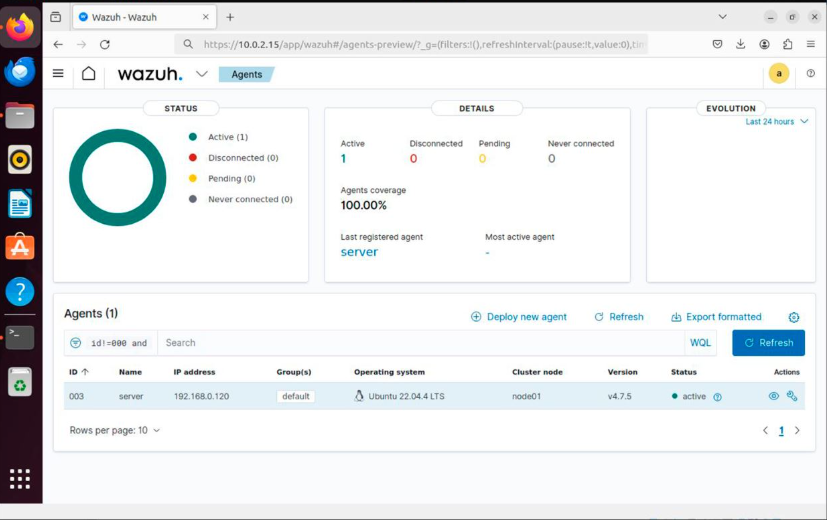 Wazuh - Wazuh
https://10.0.2.15/app/wazuh#/agents-preview/?_g=(filters:!(),refreshInterval:(pause:!t,value:0),tim
wazuh. Agents a
STATUS
Active (1)
Disconnected (0)
Pending (0)
Never connected (0)
DETAILS
Active Disconnected Pending Never connected
1 0 0 0
Agents coverage
100.00%
Last registered agent Most active agent
server -
EVOLUTION
Last 24 hours
Agents (1)
Deploy new agent Refresh Export formatted
id!=000 and Search WQL Refresh
ID Name IP address Group(s) Operating system Cluster node Version Status Actions
003 server 192.168.0.120 default Ubuntu 22.04.4 LTS node01 v4.7.5 active
Rows per page: 10 1